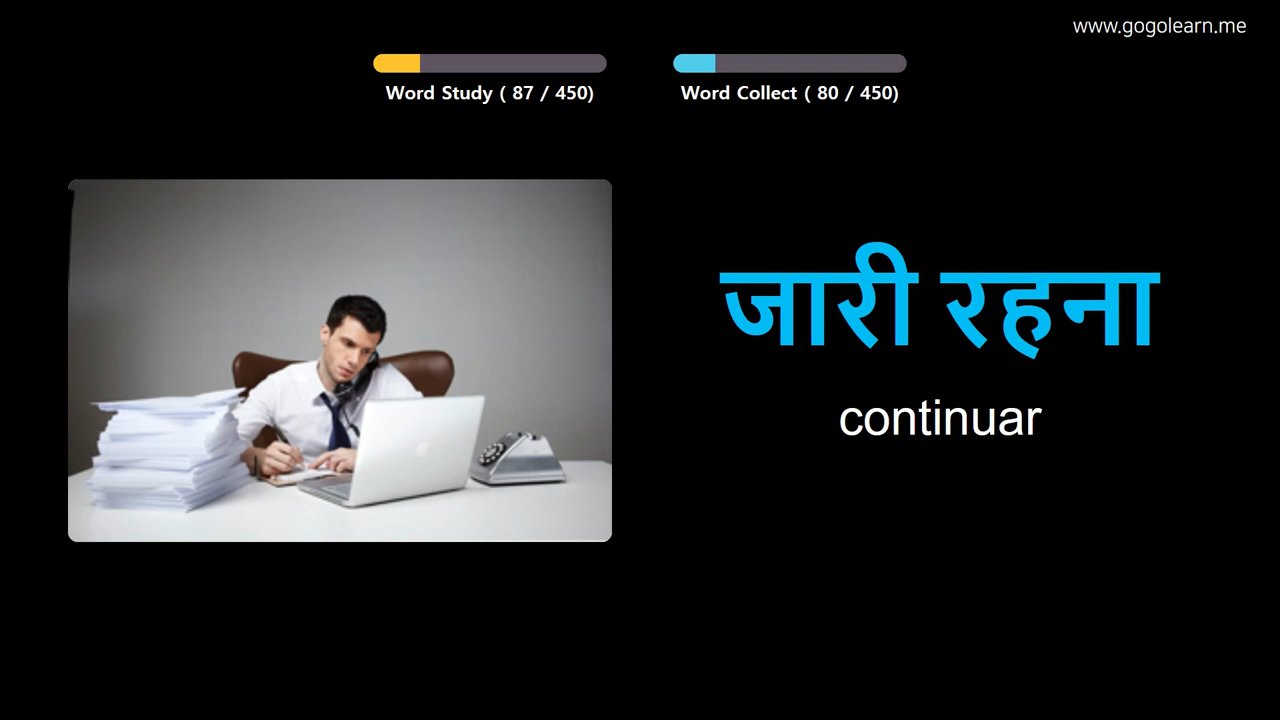 www.gogolearn.me
Word Study ( 87 / 450)
Word Collect ( 80 / 450)
जारी रहना
continuar